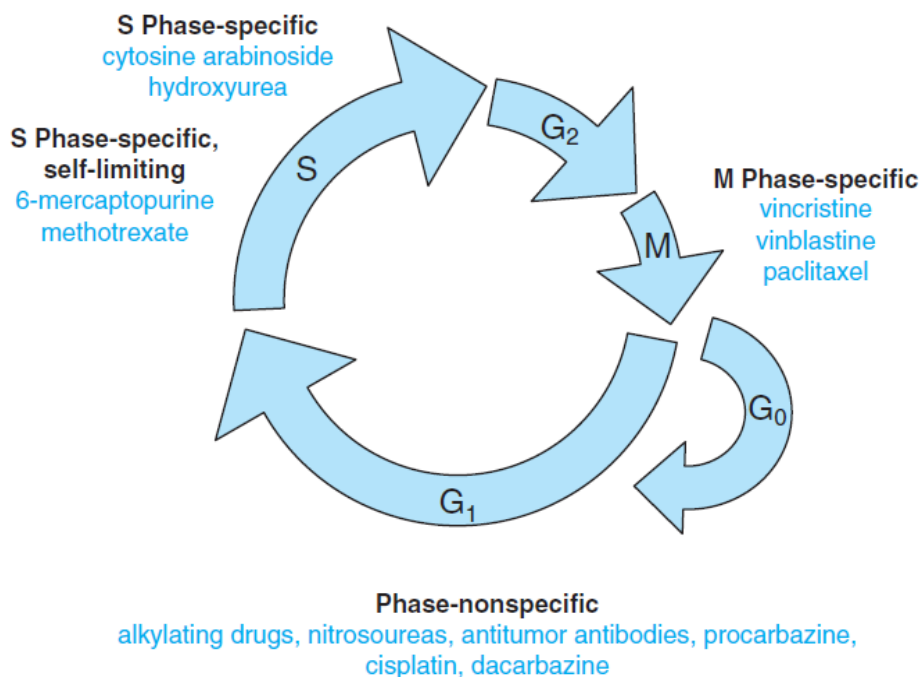 S Phase-specific
cytosine arabinoside
hydroxyurea
S Phase-specific,
self-limiting
6-mercaptopurine
methotrexate
S
G₂
M Phase-specific
vincristine
vinblastine
paclitaxel
M
G₀
G₁
Phase-nonspecific
alkylating drugs, nitrosoureas, antitumor antibodies, procarbazine,
cisplatin, dacarbazine